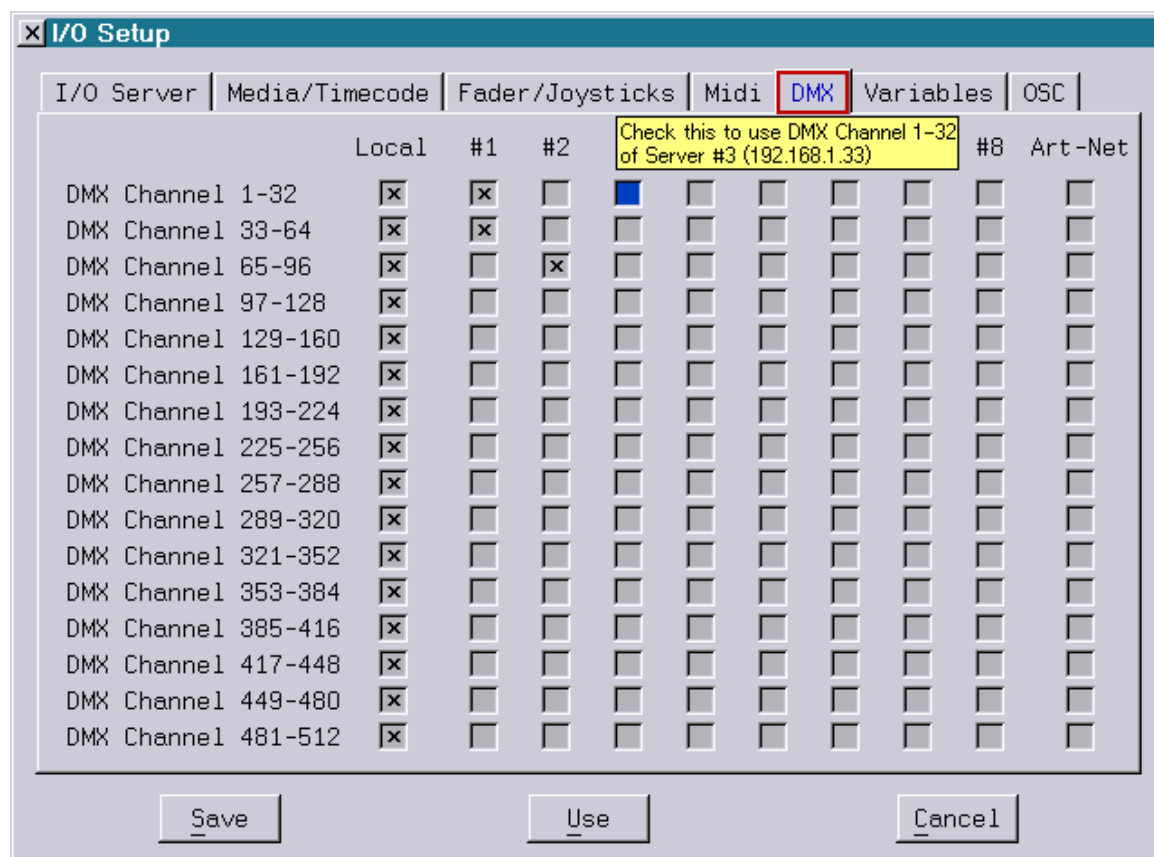 I/O Setup
I/O Server Media/Timecode Fader/Joysticks Midi DMX Variables OSC
Check this to use DMX Channel 1-32
of Server #3 (192.168.1.33)
Local #1 #2 #8 Art-Net
DMX Channel 1-32
DMX Channel 33-64
DMX Channel 65-96
DMX Channel 97-128
DMX Channel 129-160
DMX Channel 161-192
DMX Channel 193-224
DMX Channel 225-256
DMX Channel 257-288
DMX Channel 289-320
DMX Channel 321-352
DMX Channel 353-384
DMX Channel 385-416
DMX Channel 417-448
DMX Channel 449-480
DMX Channel 481-512
Save Use Cancel